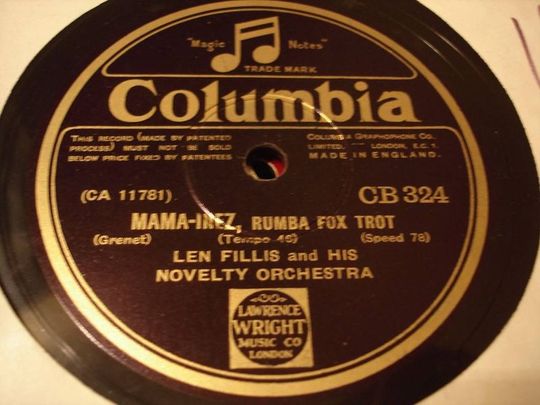 "Magic Notes"
TRADE MARK
Columbia
THIS RECORD (MADE BY PATENTED
PROCESS) MUST NOT BE SOLD
BELOW PRICE FIXED BY PATENTEES
COLUMBIA GRAPHOPHONE CO.
LIMITED, LONDON, E.C. 1.
MADE IN ENGLAND.
(CA 11781)
CB 324
MAMA-INEZ, RUMBA FOX TROT
(Grenet) (Tempo 46) (Speed 78)
LEN FILLIS and HIS
NOVELTY ORCHESTRA
LAWRENCE
WRIGHT
MUSIC CO
LONDON